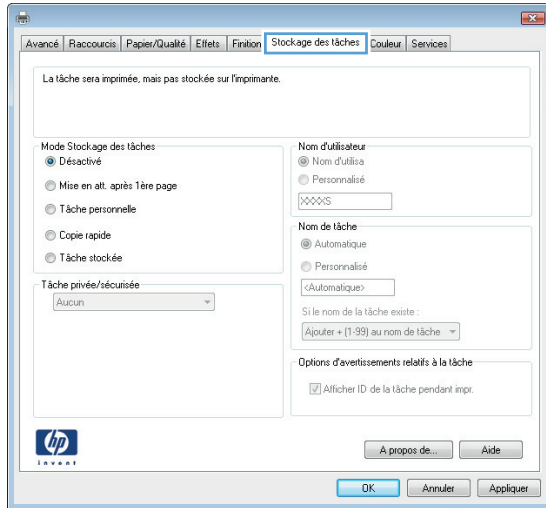 Avancé Raccourcis Papier/Qualité Effets Finition Stockage des tâches Couleur Services
La tâche sera imprimée, mais pas stockée sur l'imprimante.
Mode Stockage des tâches
Désactivé
Mise en att. après 1ère page
Tâche personnelle
Copie rapide
Tâche stockée
Tâche privée/sécurisée
Aucun
Nom d'utilisateur
Nom d'utilisa
Personnalisé
XXXXS
Nom de tâche
Automatique
Personnalisé
<Automatique>
Si le nom de la tâche existe :
Ajouter + (1-99) au nom de tâche
Options d'avertissements relatifs à la tâche
Afficher ID de la tâche pendant impr.
hp
invent
A propos de... Aide
OK Annuler Appliquer